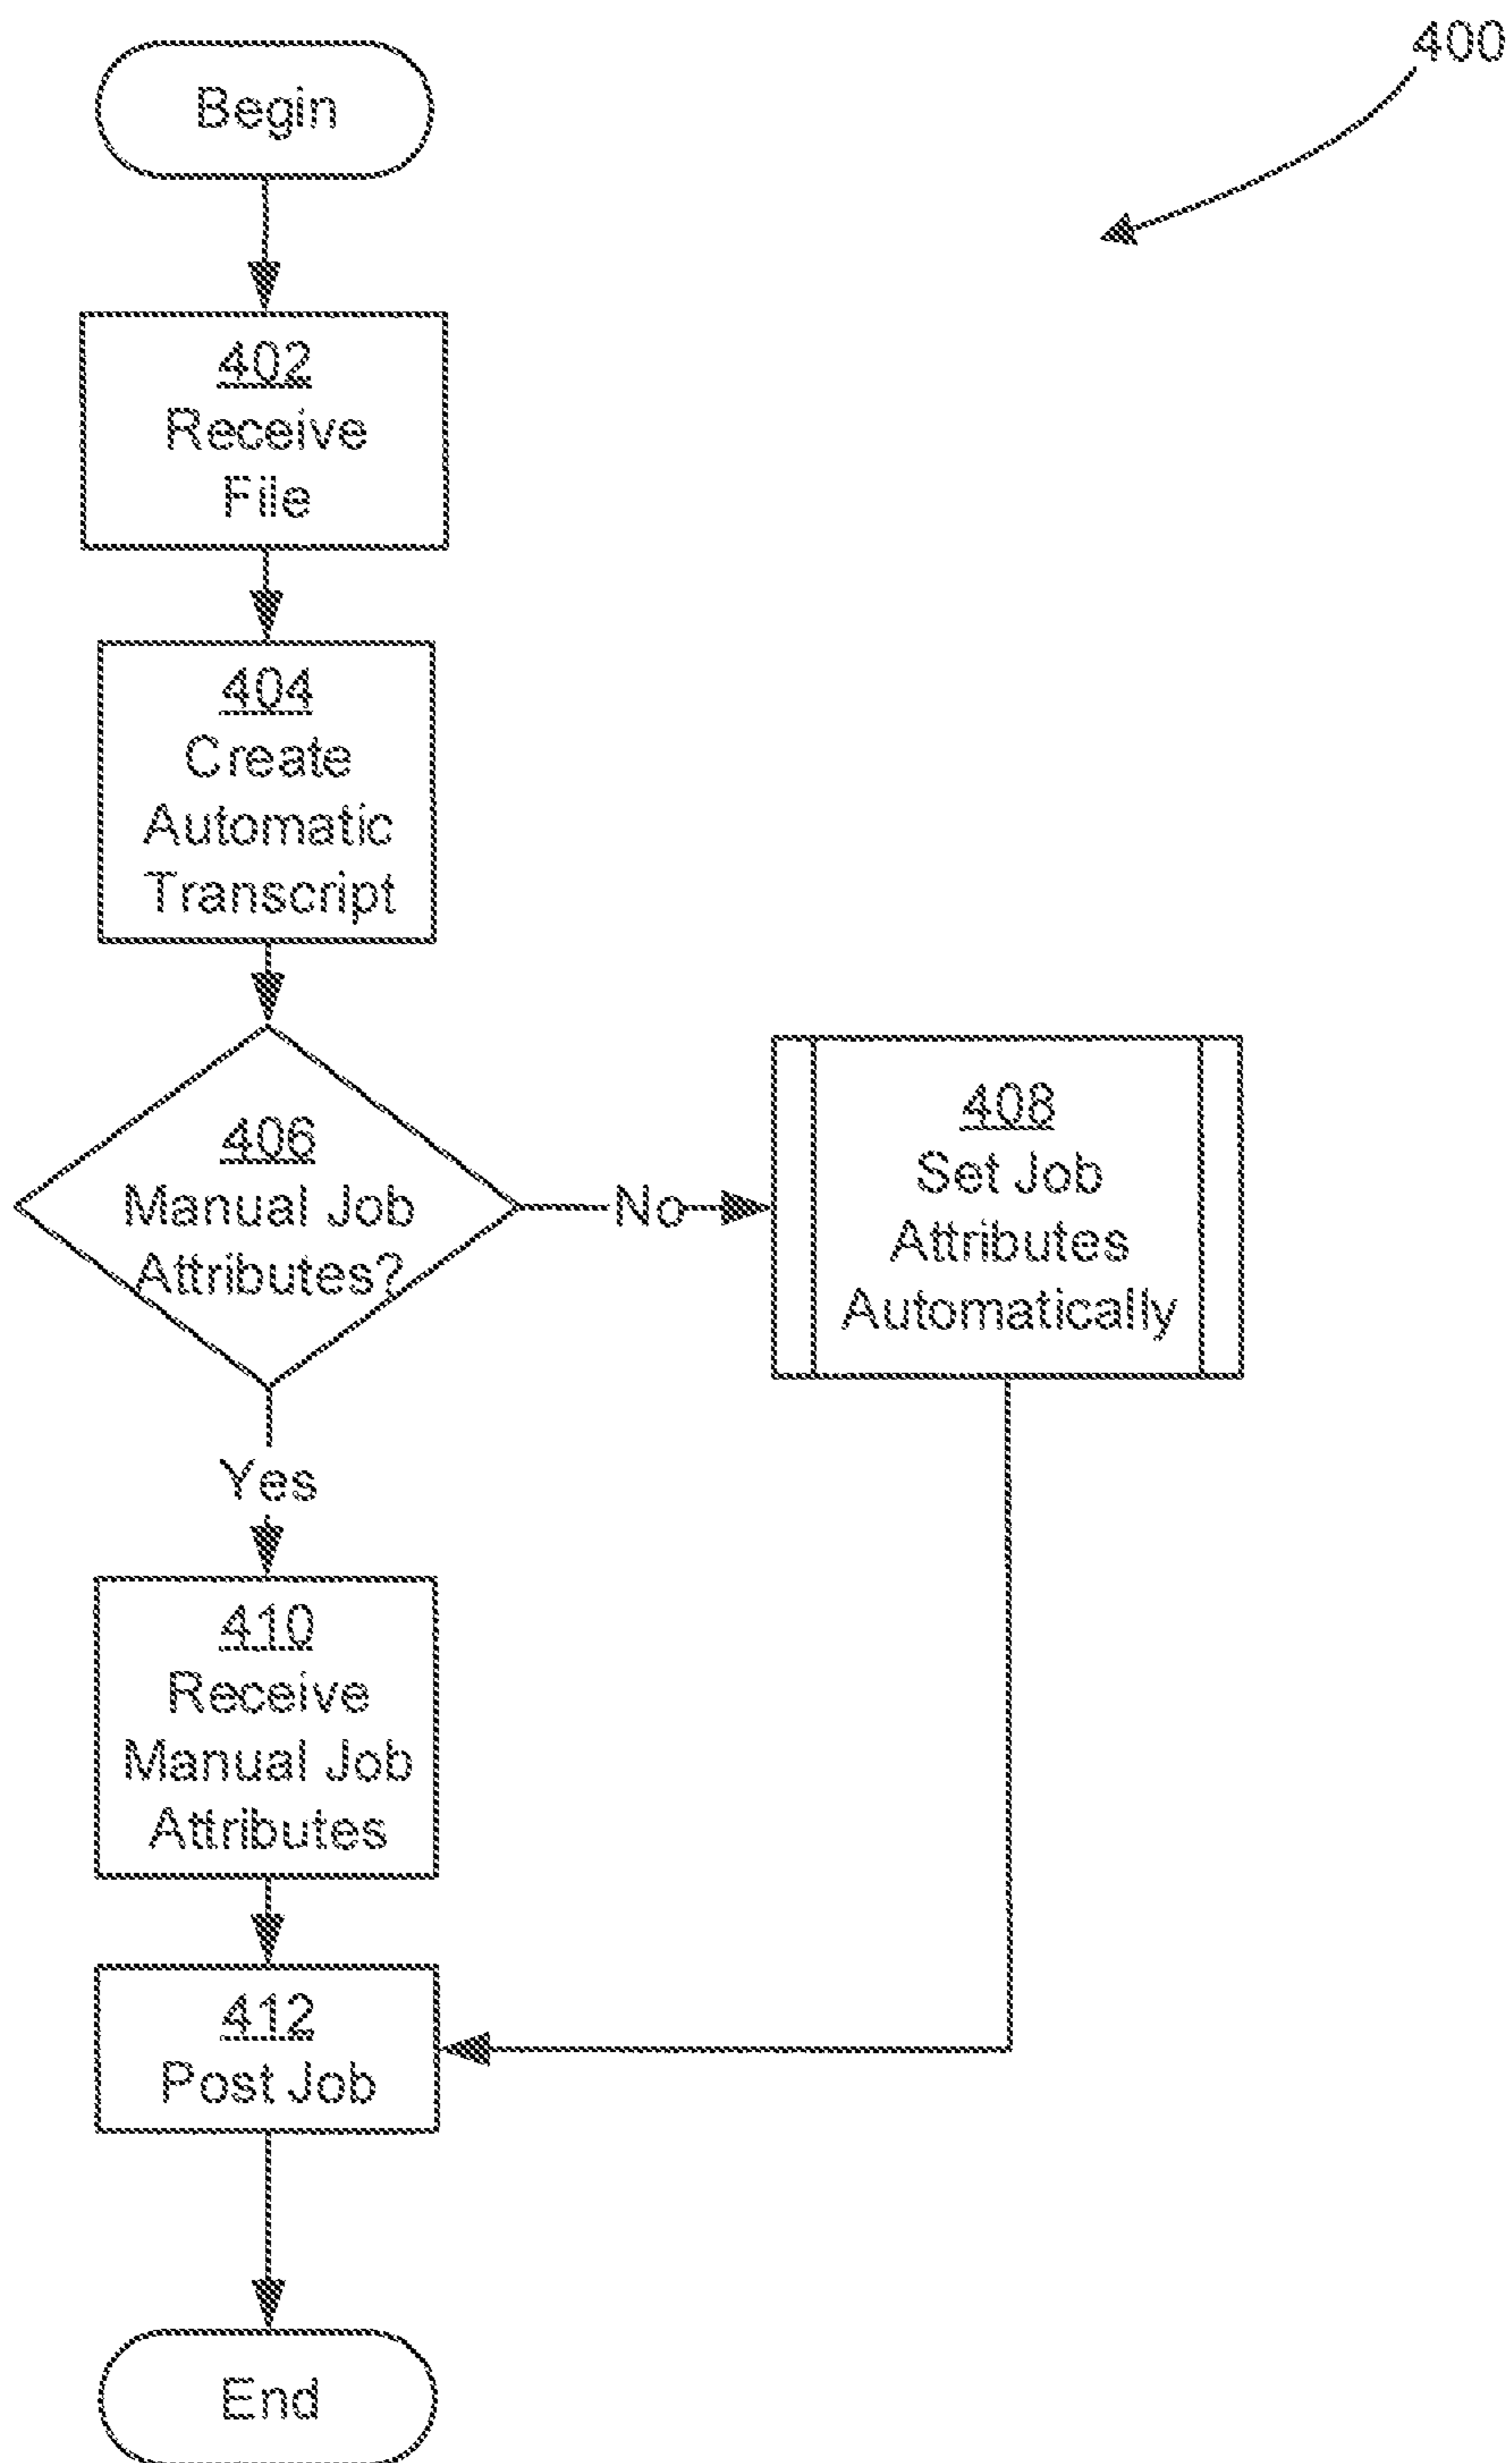 400
Begin
402
Receive
File
404
Create
Automatic
Transcript
406
Manual Job
Attributes?
No
408
Set Job
Attributes
Automatically
Yes
410
Receive
Manual Job
Attributes
412
Post Job
End